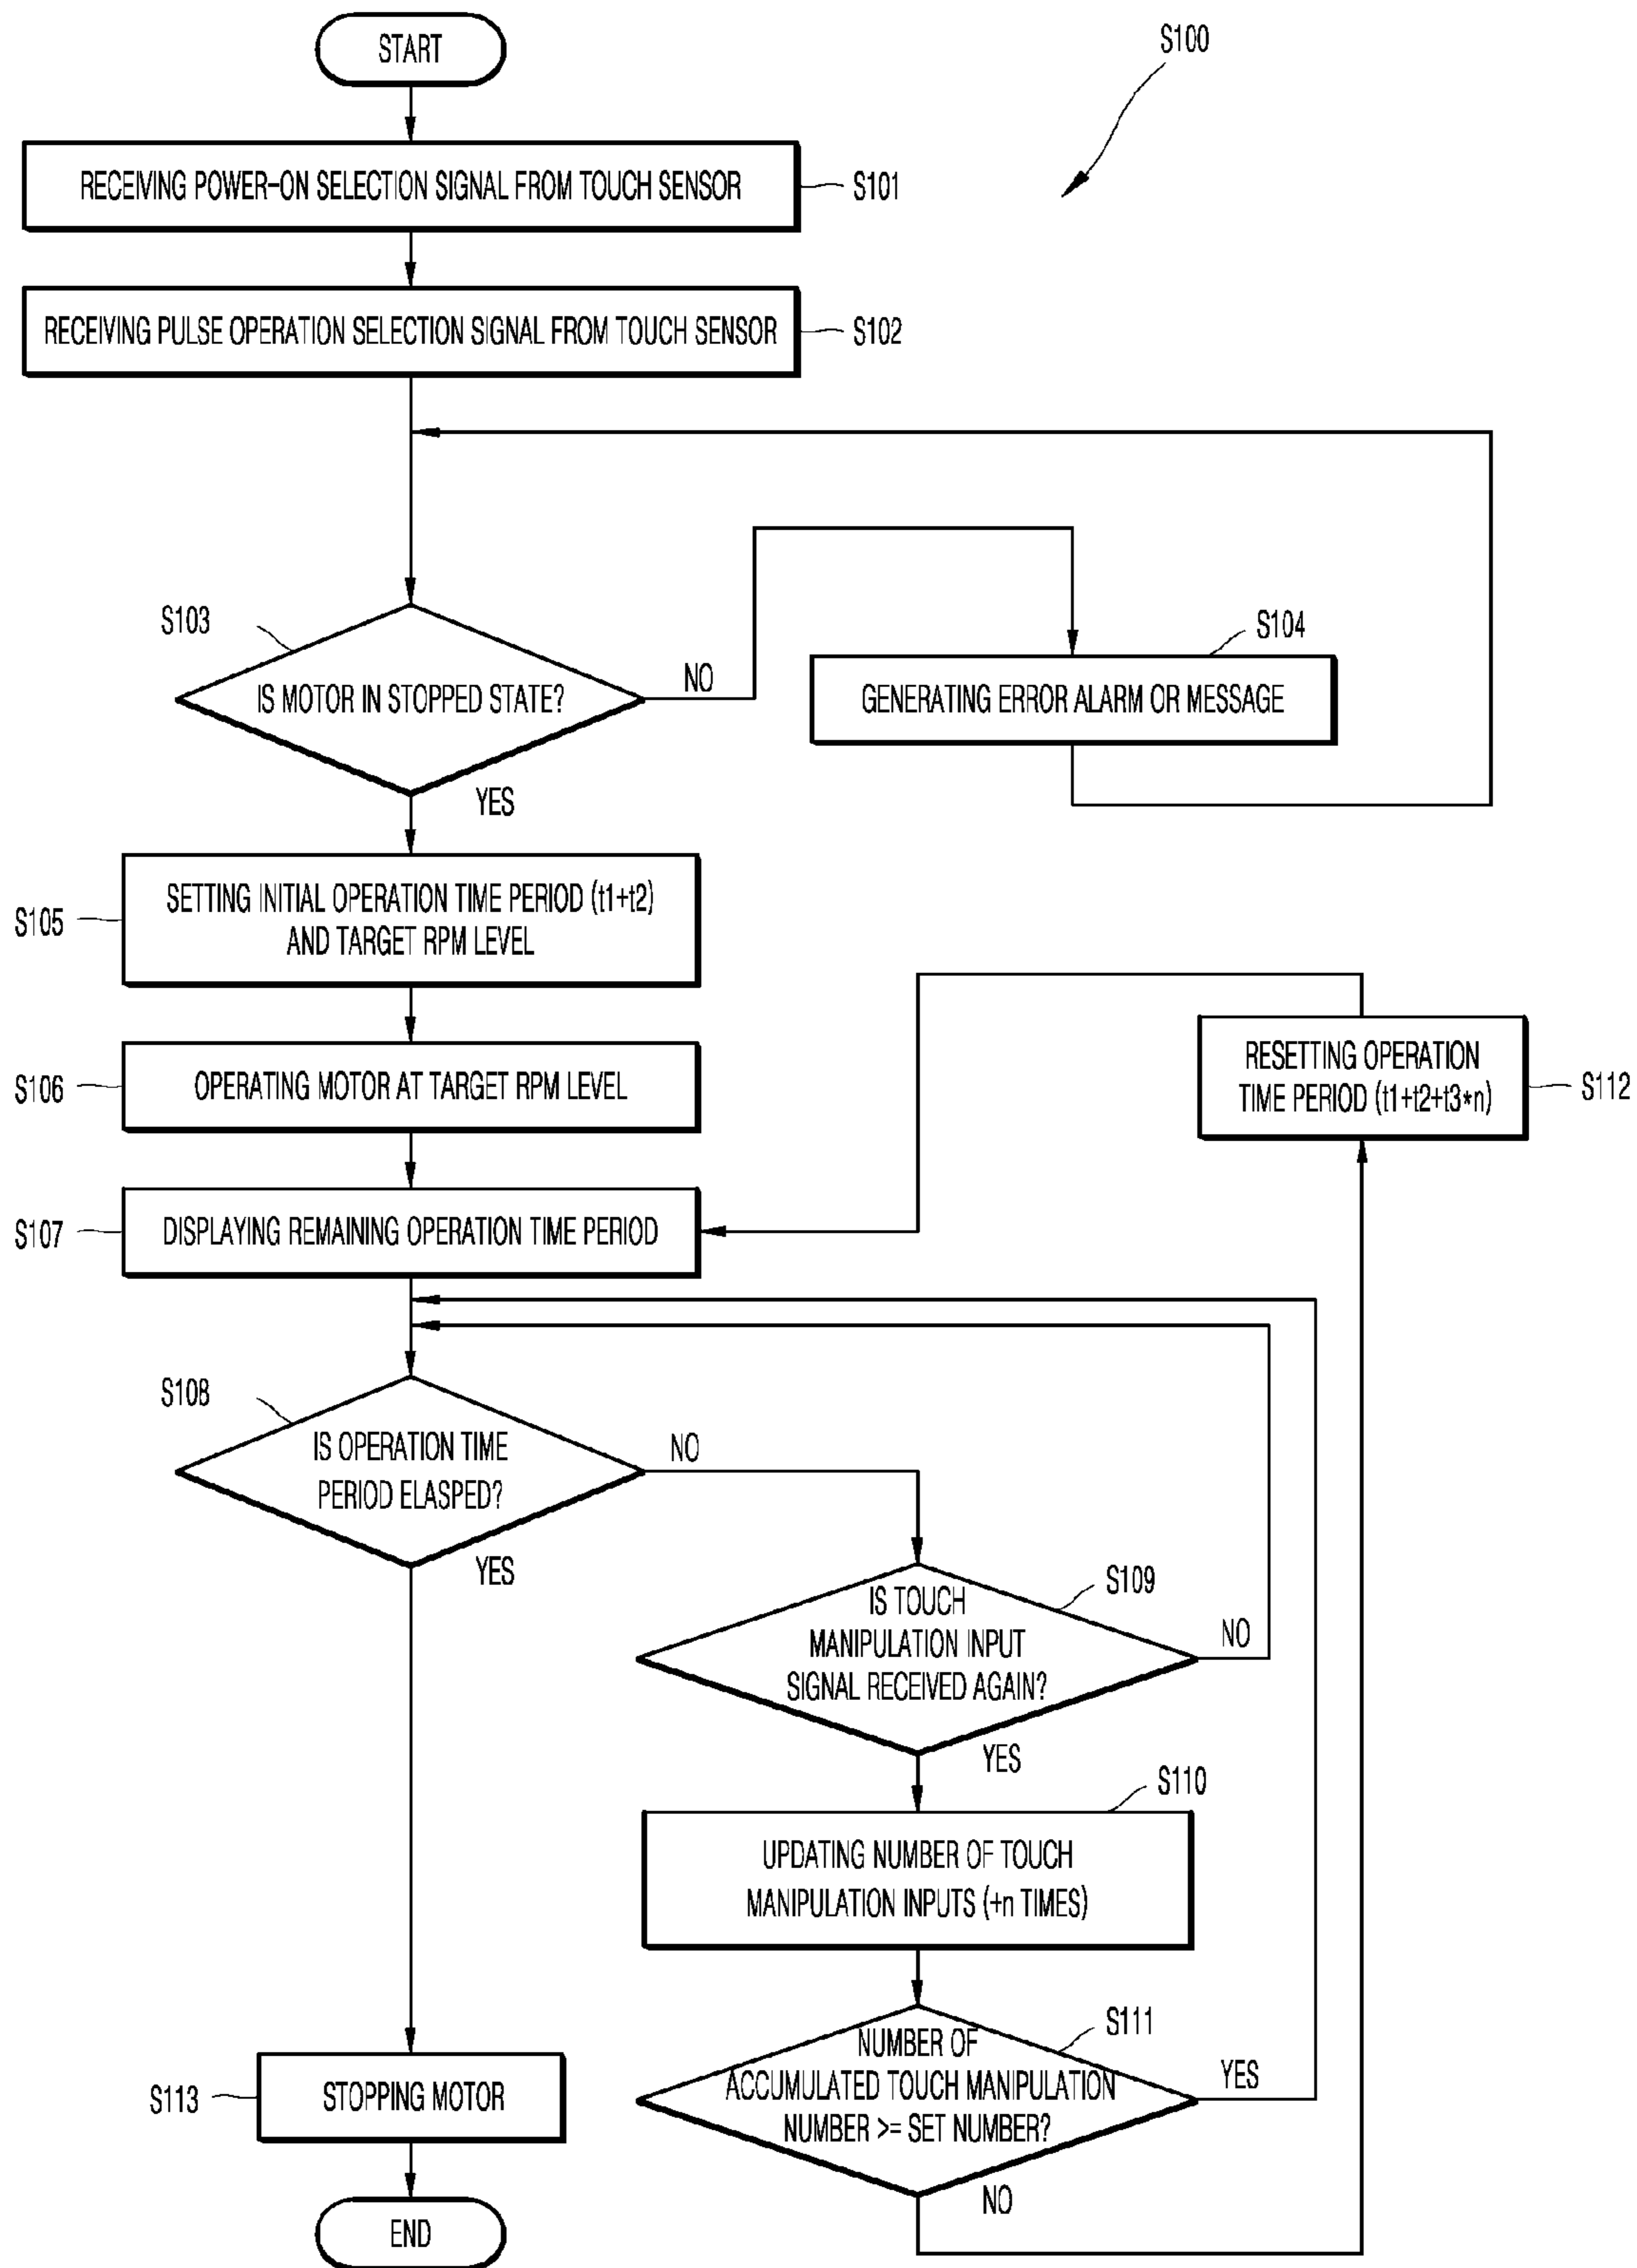 START
S100
RECEIVING POWER-ON SELECTION SIGNAL FROM TOUCH SENSOR
S101
RECEIVING PULSE OPERATION SELECTION SIGNAL FROM TOUCH SENSOR
S102
S103
IS MOTOR IN STOPPED STATE?
NO
YES
S104
GENERATING ERROR ALARM OR MESSAGE
S105
SETTING INITIAL OPERATION TIME PERIOD (t1+t2)
AND TARGET RPM LEVEL
S106
OPERATING MOTOR AT TARGET RPM LEVEL
RESETTING OPERATION
TIME PERIOD (t1+t2+t3*n)
S112
S107
DISPLAYING REMAINING OPERATION TIME PERIOD
S108
IS OPERATION TIME
PERIOD ELASPED?
NO
YES
S109
IS TOUCH
MANIPULATION INPUT
SIGNAL RECEIVED AGAIN?
NO
YES
S110
UPDATING NUMBER OF TOUCH
MANIPULATION INPUTS (+n TIMES)
S111
NUMBER OF
ACCUMULATED TOUCH MANIPULATION
NUMBER >= SET NUMBER?
YES
NO
S113
STOPPING MOTOR
END